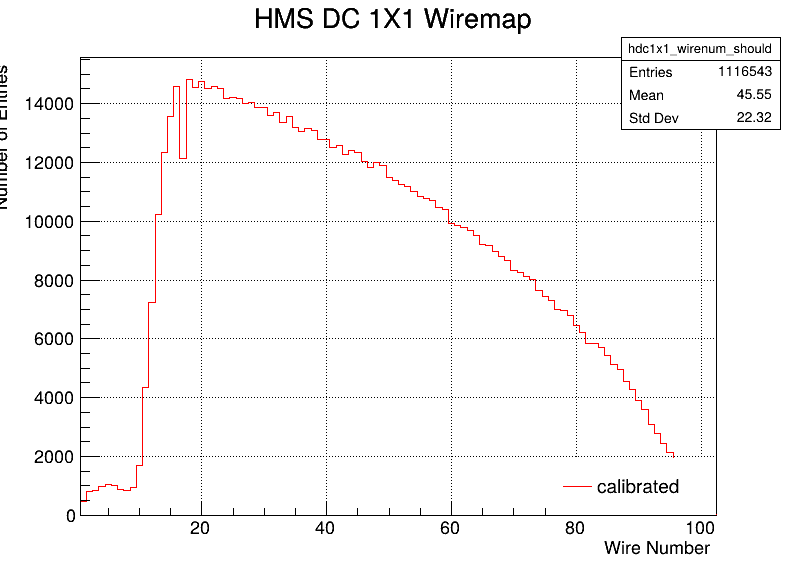 HMS DC 1X1 Wiremap
hdc1x1_wirenum_should
Entries 1116543
Mean 45.55
Std Dev 22.32
Number of Entries
14000
12000
10000
8000
6000
4000
2000
0
20 40 60 80 100
Wire Number
calibrated